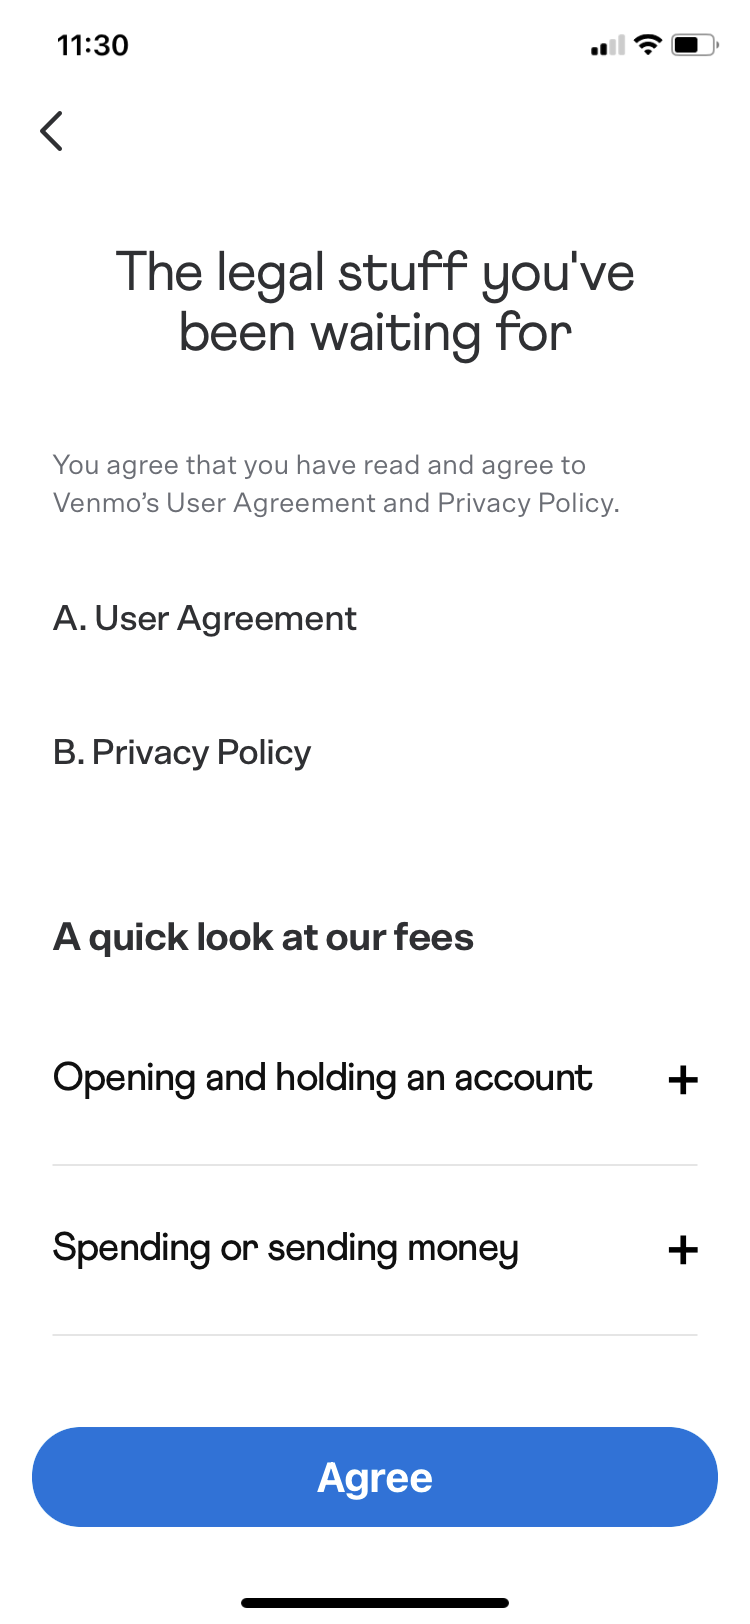 11:30
The legal stuff you've
been waiting for
You agree that you have read and agree to
Venmo’s User Agreement and Privacy Policy.
A. User Agreement
B. Privacy Policy
A quick look at our fees
Opening and holding an account
Spending or sending money
Agree